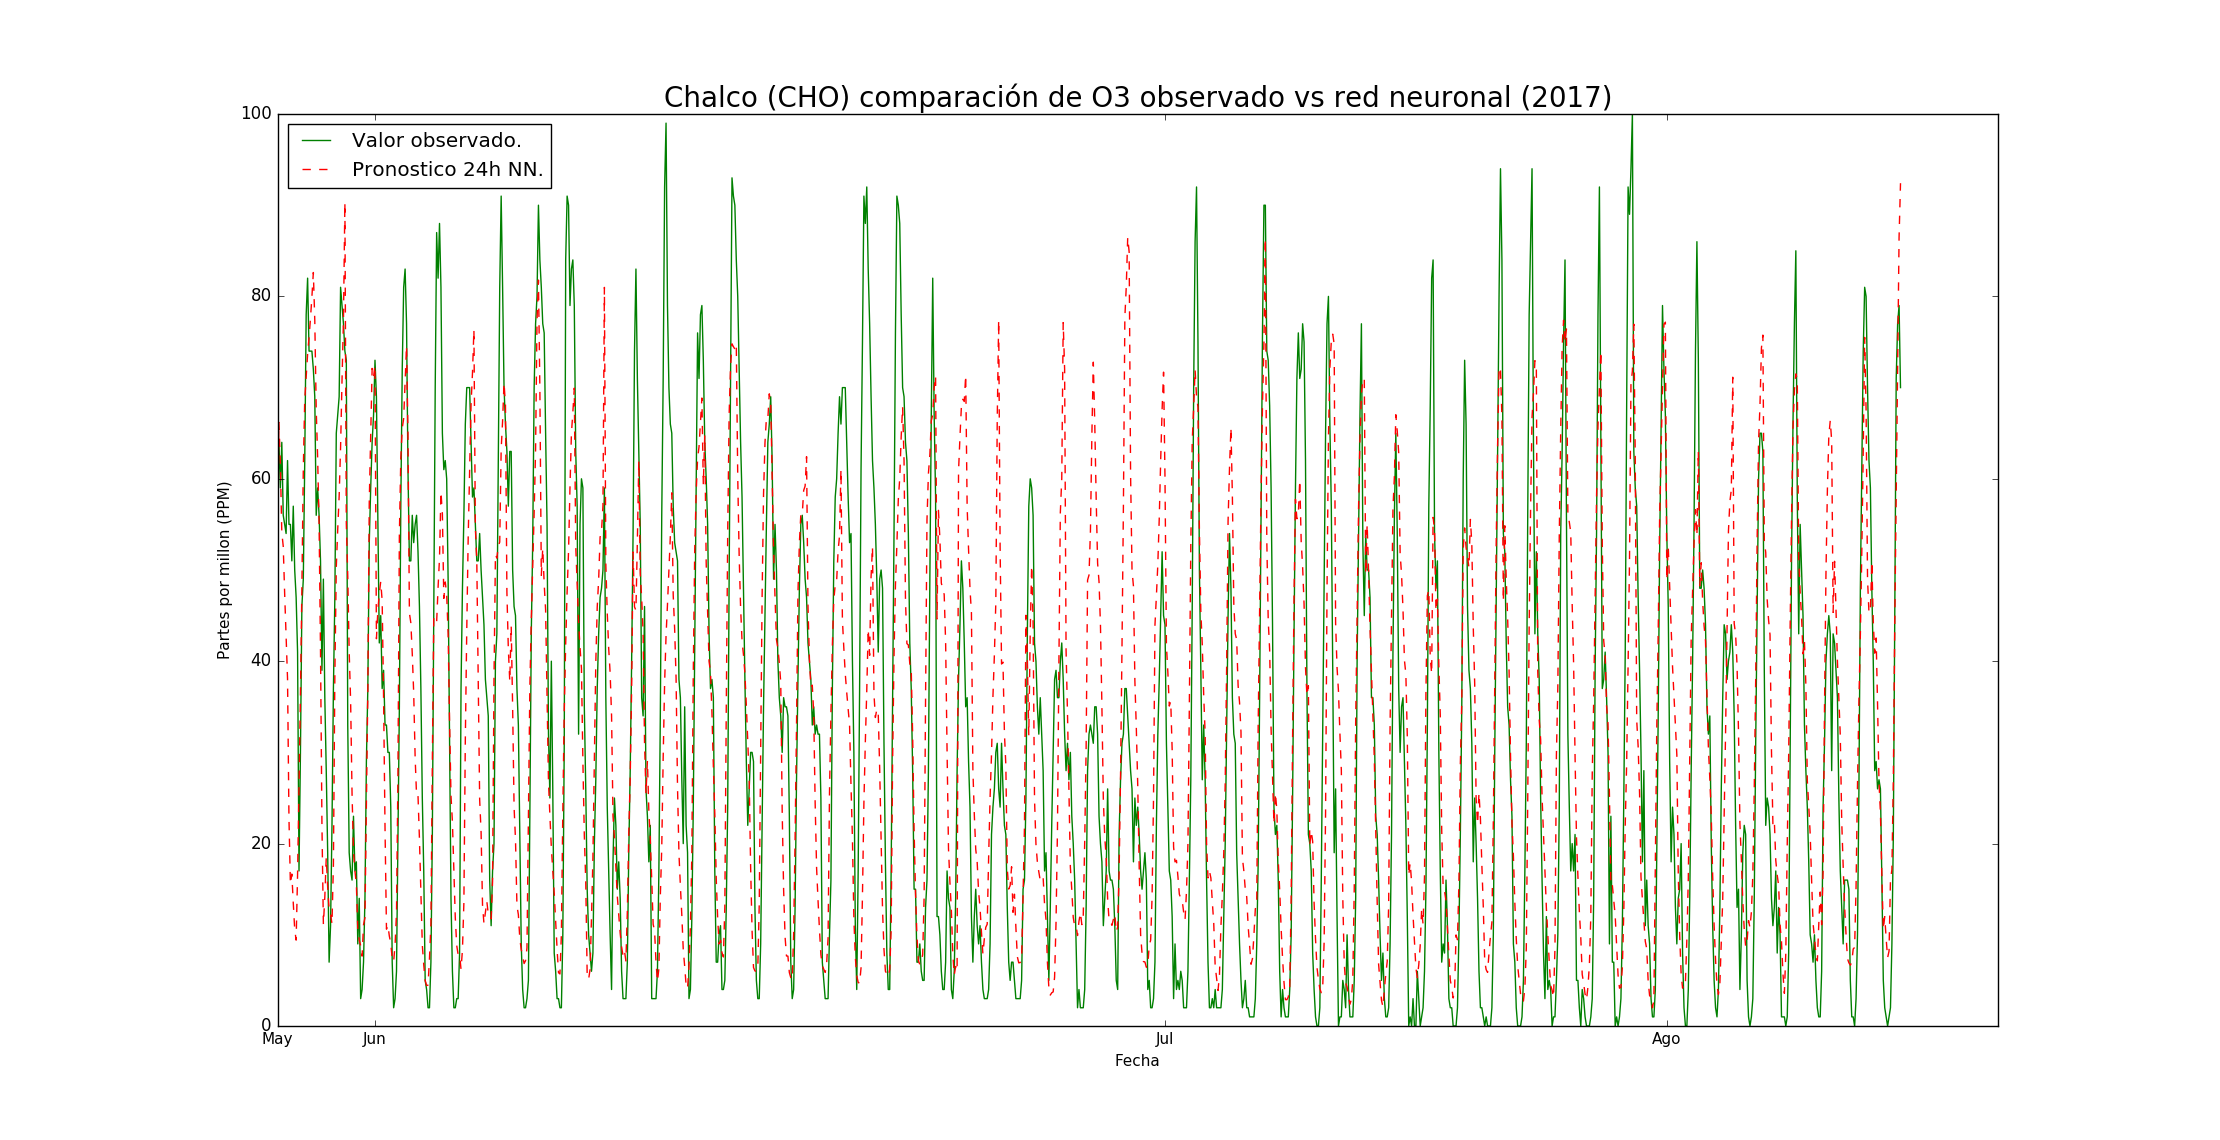 Chalco (CHO) comparación de O3 observado vs red neuronal (2017)
100
80
60
40
20
0
Valor observado.
Pronostico 24h NN.
Partes por millon (PPM)
May Jun Jul Ago
Fecha